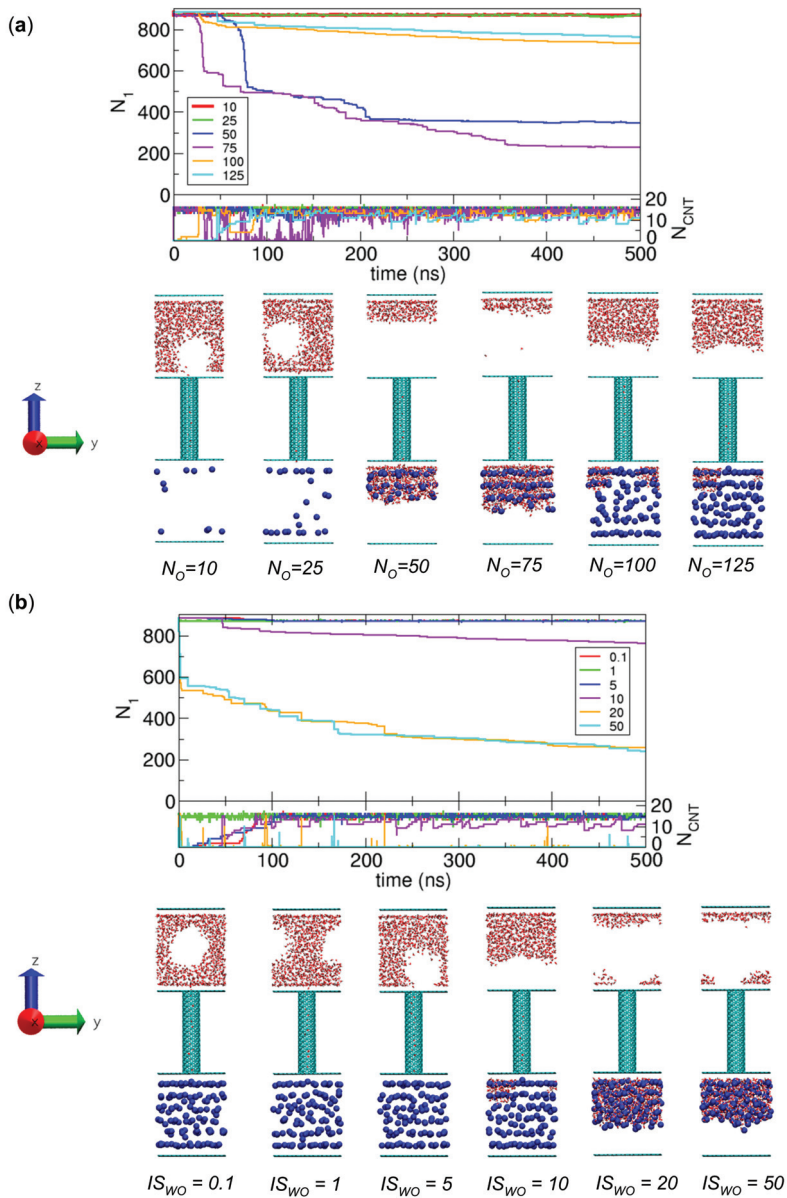 (a)
N1
800
600
400
200
0
10
25
50
75
100
125
20
10
0
NCNT
0 100 200 300 400 500
time (ns)
z
x
y
NO=10 NO=25 NO=50 NO=75 NO=100 NO=125
(b)
N1
800
600
400
200
0
0.1
1
5
10
20
50
20
10
0
NCNT
0 100 200 300 400 500
time (ns)
z
x
y
ISWO = 0.1 ISWO = 1 ISWO = 5 ISWO = 10 ISWO = 20 ISWO = 50